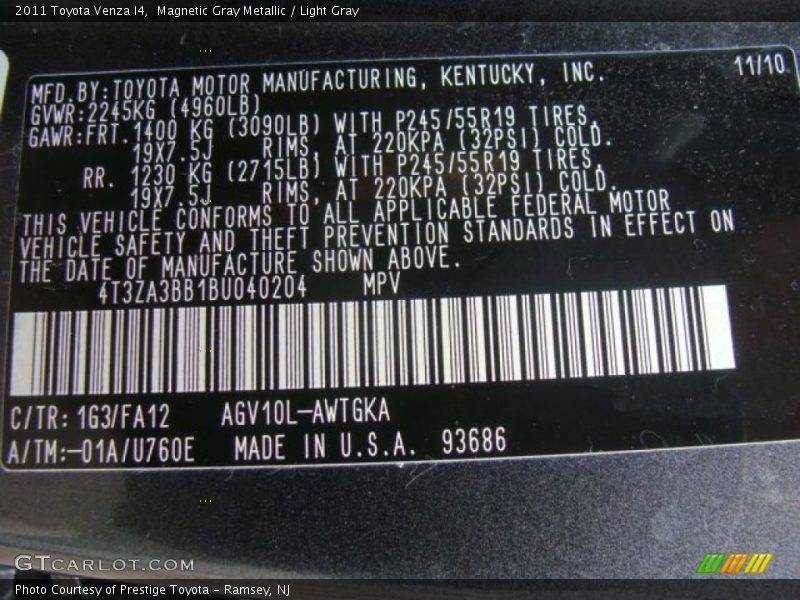 2011 Toyota Venza I4,  Magnetic Gray Metallic / Light Gray
MFD.BY:TOYOTA MOTOR MANUFACTURING, KENTUCKY, INC. 11/10
GVWR:2245KG (4960LB)
GAWR:FRT. 1400 KG (3090LB) WITH P245/55R19 TIRES,
19X7.5J RIMS, AT 220KPA (32PSI) COLD.
RR. 1230 KG (2715LB) WITH P245/55R19 TIRES,
19X7.5J RIMS, AT 220KPA (32PSI) COLD.
THIS VEHICLE CONFORMS TO ALL APPLICABLE FEDERAL MOTOR
VEHICLE SAFETY AND THEFT PREVENTION STANDARDS IN EFFECT ON
THE DATE OF MANUFACTURE SHOWN ABOVE.
4T3ZA3BB1BU040204 MPV
C/TR: 1G3/FA12 AGV10L-AWTGKA
A/TM:-01A/U760E MADE IN U.S.A. 93686
GTCARLOT.COM
Photo Courtesy of Prestige Toyota - Ramsey, NJ